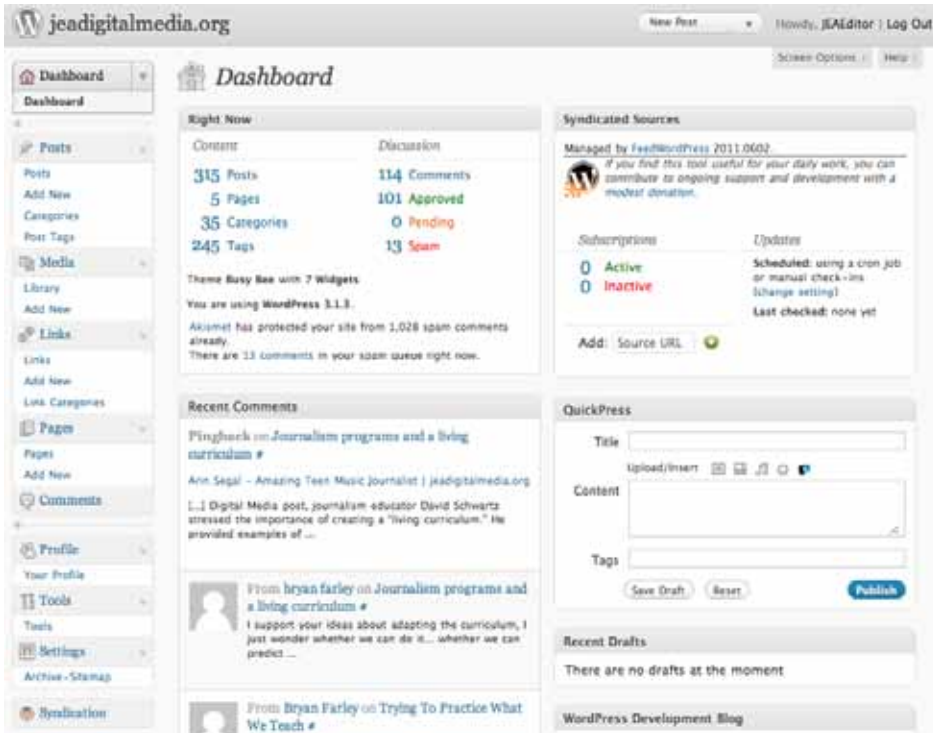 jeadigitalmedia.org
New Post
Howdy, JEAEditor | Log Out
Screen Options
Help
Dashboard
Dashboard
Posts
Posts
Add New
Categories
Post Tags
Media
Library
Add New
Links
Links
Add New
Link Categories
Pages
Pages
Add New
Comments
Profile
Your Profile
Tools
Tools
Settings
Archive-Sitemap
Syndication
Dashboard
Right Now
Content
Discussion
315 Posts
114 Comments
5 Pages
101 Approved
35 Categories
0 Pending
245 Tags
13 Spam
Theme Busy Bee with 7 Widgets
You are using WordPress 3.1.3.
Akismet has protected your site from 1,028 spam comments
already.
There are 13 comments in your spam queue right now.
Recent Comments
Pingback on Journalism programs and a living
curriculum #
Ann Segal – Amazing Teen Music Journalist | jeadigitalmedia.org
[...] Digital Media post, journalism educator David Schwartz
stressed the importance of creating a "living curriculum." He
provided examples of ...
From bryan farley on Journalism programs and
a living curriculum #
I support your ideas about adapting the curriculum, I
just wonder whether we can do it... whether we can
predict ...
From Bryan Farley on Trying To Practice What
We Teach #
Syndicated Sources
Managed by FeedWordPress 2011.0602.
If you find this tool useful for your daily work, you can
contribute to ongoing support and development with a
modest donation.
Subscriptions
Updates
0 Active
0 Inactive
Scheduled: using a cron job
or manual check-ins
(change setting)
Last checked: none yet
Add: Source URL
QuickPress
Title
Upload/Insert
Content
Tags
Save Draft
Reset
Publish
Recent Drafts
There are no drafts at the moment
WordPress Development Blog